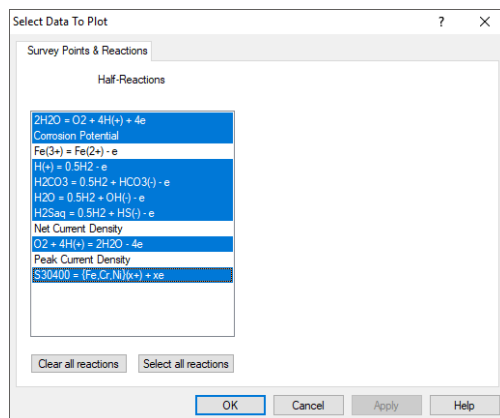 Select Data To Plot
?
Survey Points & Reactions
Half-Reactions
2H2O = O2 + 4H(+) + 4e
Corrosion Potential
Fe(3+) = Fe(2+) - e
H(+) = 0.5H2 - e
H2CO3 = 0.5H2 + HCO3(-) - e
H2O = 0.5H2 + OH(-) - e
H2Saq = 0.5H2 + HS(-) - e
Net Current Density
O2 + 4H(+) = 2H2O - 4e
Peak Current Density
S30400 = {Fe,Cr,Ni}(x+) + xe
Clear all reactions Select all reactions
OK Cancel Apply Help